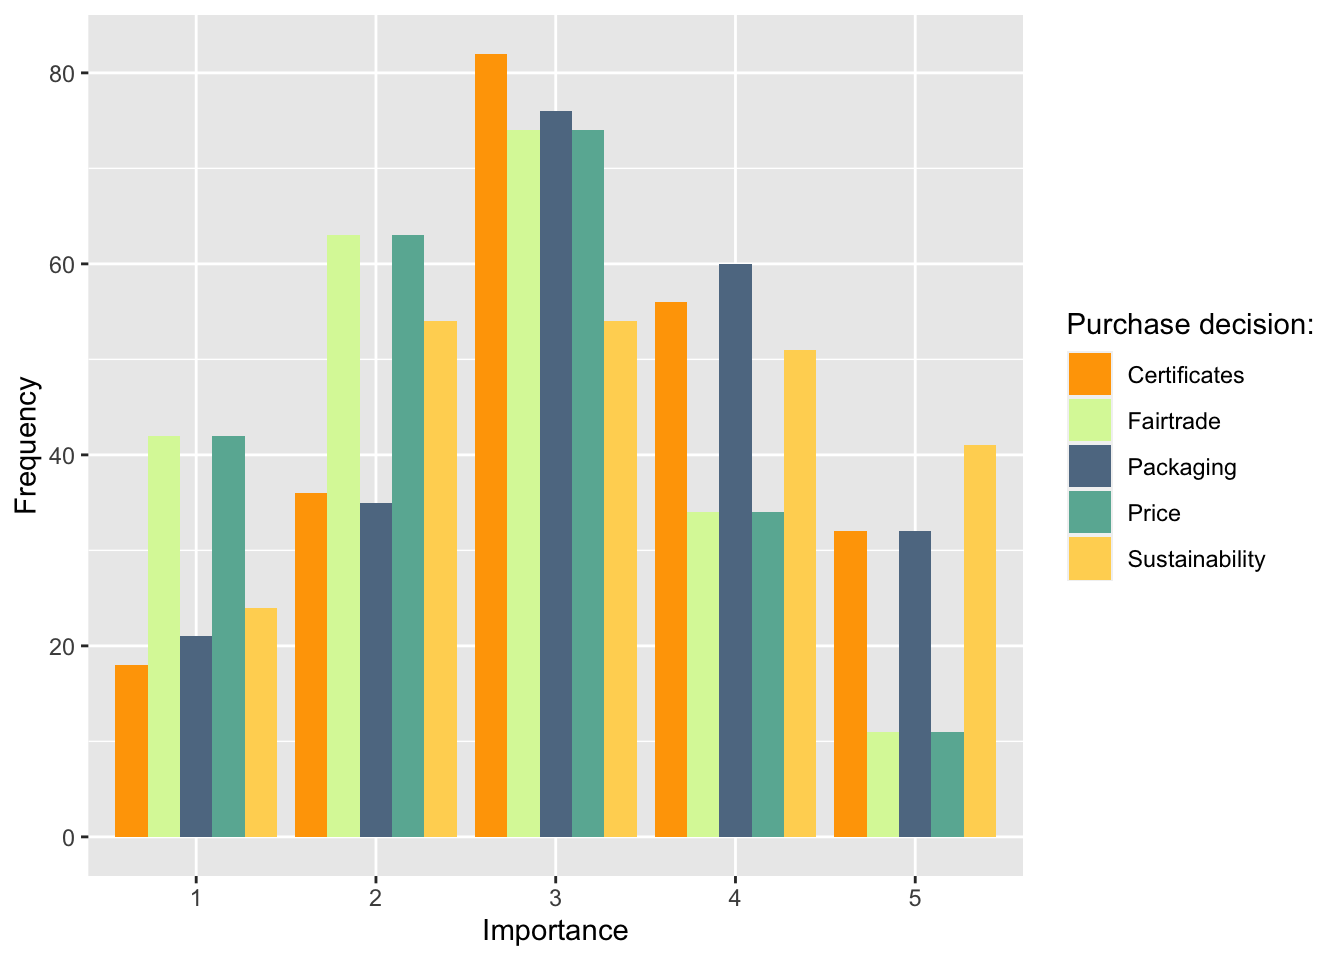 80
60
40
20
0
Frequency
1 2 3 4 5
Importance
Purchase decision:
Certificates
Fairtrade
Packaging
Price
Sustainability